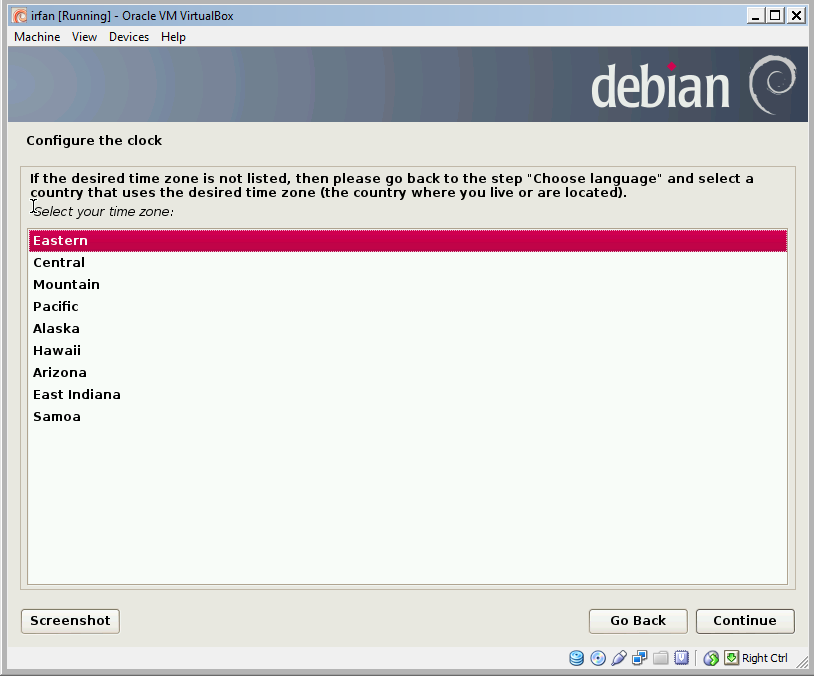 irfan [Running] - Oracle VM VirtualBox
Machine View Devices Help
debian
Configure the clock
If the desired time zone is not listed, then please go back to the step "Choose language" and select a
country that uses the desired time zone (the country where you live or are located).
Select your time zone:
Eastern
Central
Mountain
Pacific
Alaska
Hawaii
Arizona
East Indiana
Samoa
Screenshot Go Back Continue
Right Ctrl